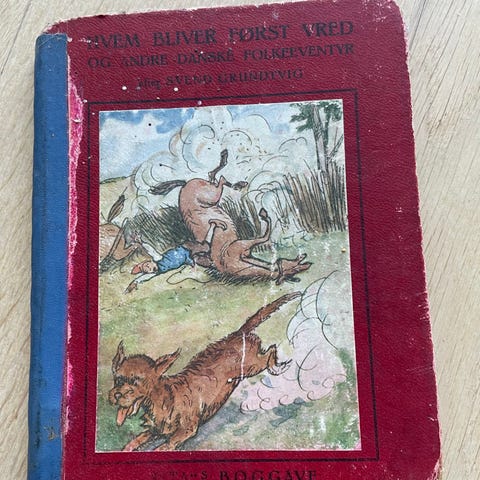 HVEM BLIVER FØRST VRED
OG ANDRE DANSKE FOLKEEVENTYR
SVEND GRUNDTVIG
BOGGAVE